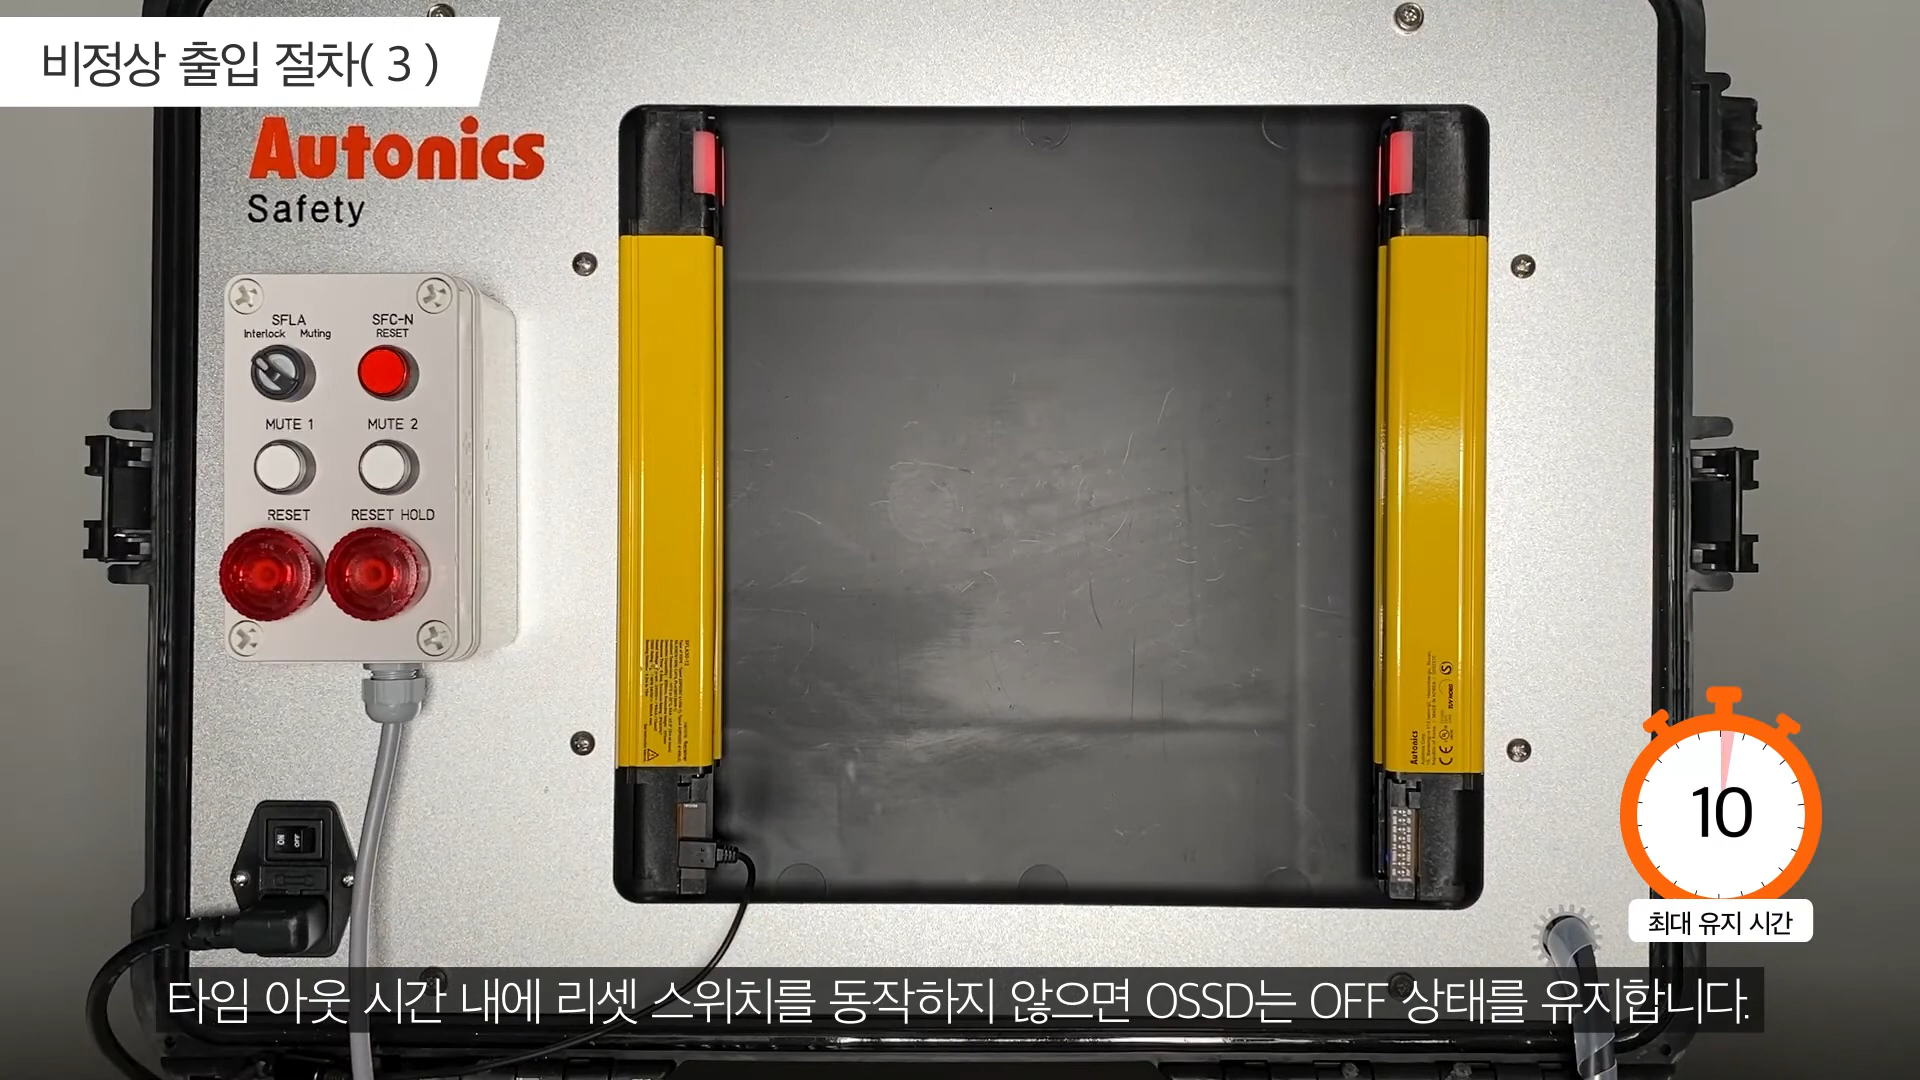 비정상 출입 절차( 3 )
Autonics
Safety
SFLA
Interlock Muting
SFC-N
RESET
MUTE 1
MUTE 2
RESET
RESET HOLD
ON
OFF
Autonics
10
최대 유지 시간
타임 아웃 시간 내에 리셋 스위치를 동작하지 않으면 OSSD는 OFF 상태를 유지합니다.